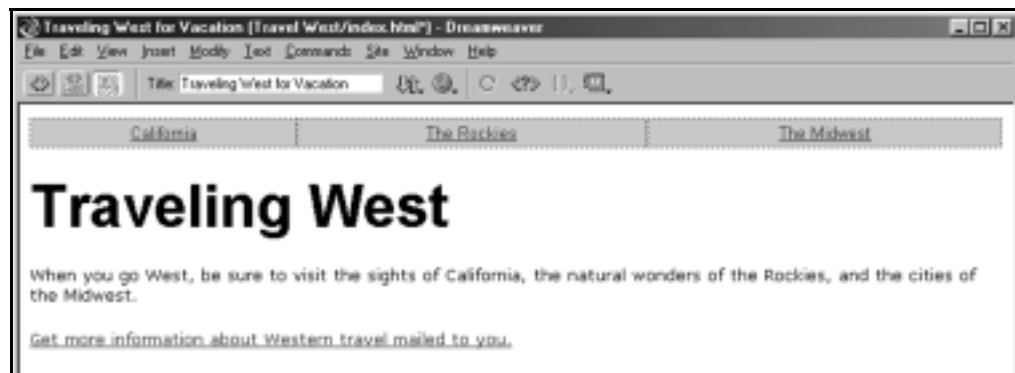 Traveling West for Vacation (Travel West/index.html*) - Dreamweaver
File Edit View Insert Modify Text Commands Site Window Help
Title: Traveling West for Vacation
California The Rockies The Midwest
Traveling West
When you go West, be sure to visit the sights of California, the natural wonders of the Rockies, and the cities of
the Midwest.
Get more information about Western travel mailed to you.